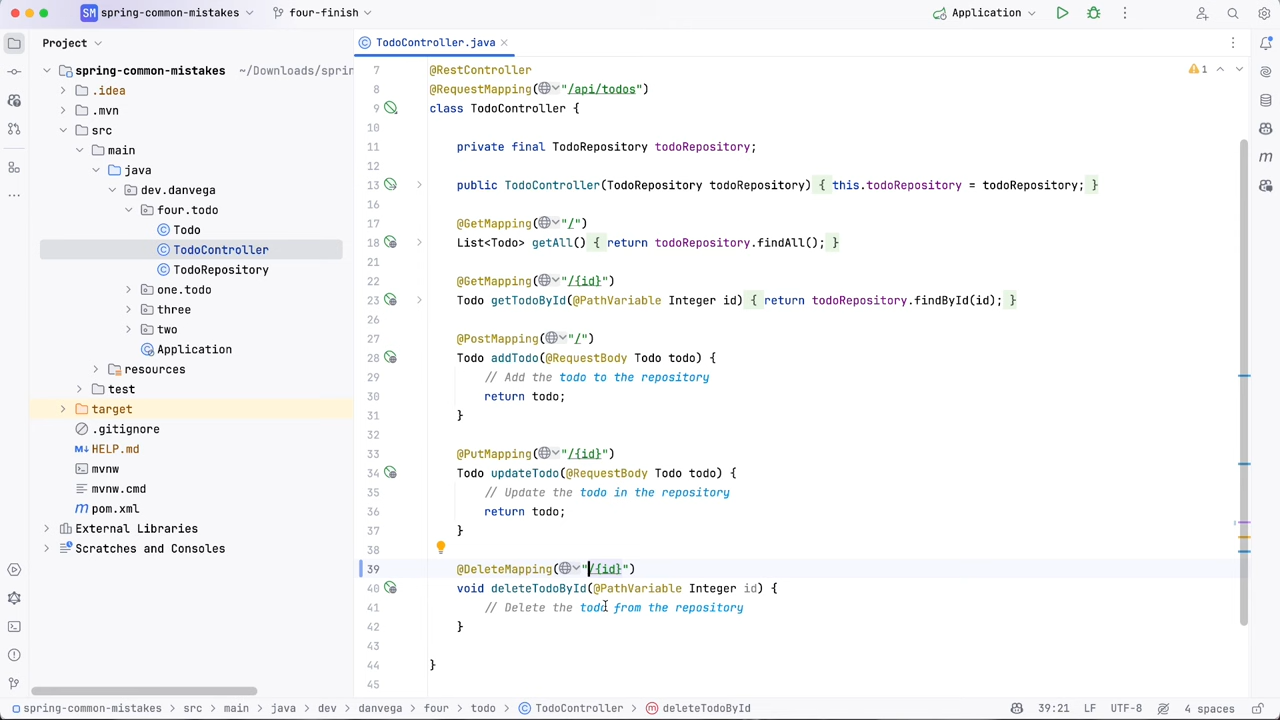 SM spring-common-mistakes
four-finish
Application
Project
TodoController.java
spring-common-mistakes ~/Downloads/sprin
.idea
.mvn
src
main
java
dev.danvega
four.todo
Todo
TodoController
TodoRepository
one.todo
three
two
Application
resources
test
target
.gitignore
M↓ HELP.md
mvnw
mvnw.cmd
m pom.xml
External Libraries
Scratches and Consoles
1
7 @RestController
8 @RequestMapping("/api/todos")
9 class TodoController {
10
11 private final TodoRepository todoRepository;
12
13 public TodoController(TodoRepository todoRepository) { this.todoRepository = todoRepository; }
16
17 @GetMapping("/")
18 List<Todo> getAll() { return todoRepository.findAll(); }
21
22 @GetMapping("/{id}")
23 Todo getTodoById(@PathVariable Integer id) { return todoRepository.findById(id); }
26
27 @PostMapping("/")
28 Todo addTodo(@RequestBody Todo todo) {
29 // Add the todo to the repository
30 return todo;
31 }
32
33 @PutMapping("/{id}")
34 Todo updateTodo(@RequestBody Todo todo) {
35 // Update the todo in the repository
36 return todo;
37 }
38
39 @DeleteMapping("/{id}")
40 void deleteTodoById(@PathVariable Integer id) {
41 // Delete the todo from the repository
42 }
43
44 }
45
m
spring-common-mistakes > src > main > java > dev > danvega > four > todo > TodoController > m deleteTodoById
39:21 LF UTF-8 4 spaces